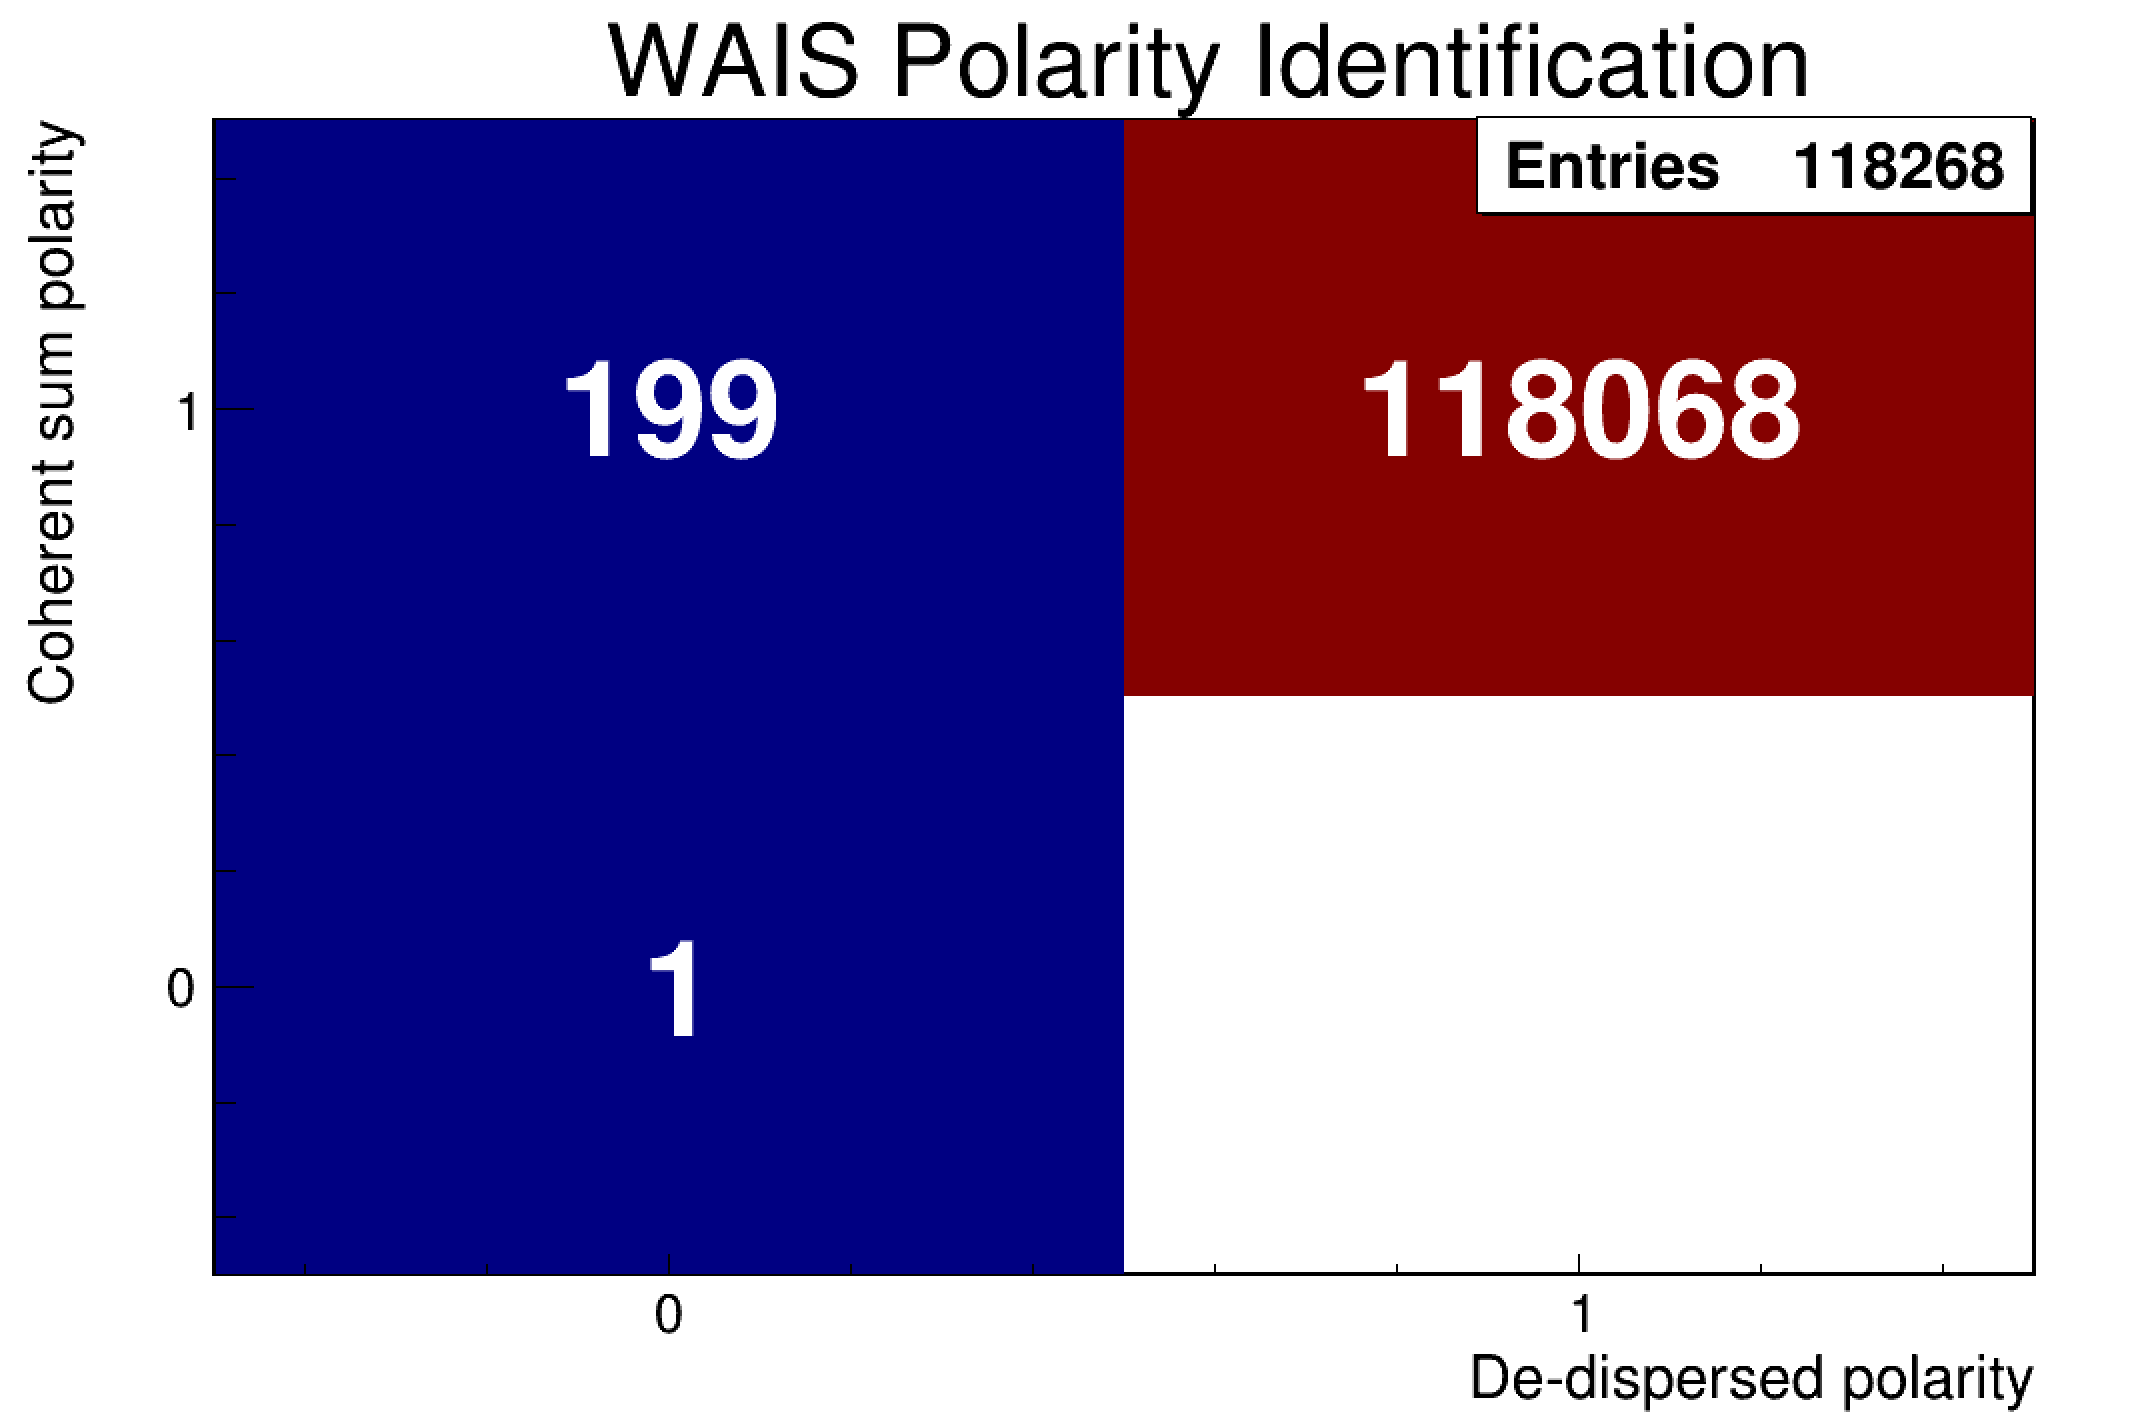 WAIS Polarity Identification
Entries 118268
Coherent sum polarity
1
0
199
118068
1
0
1
De-dispersed polarity